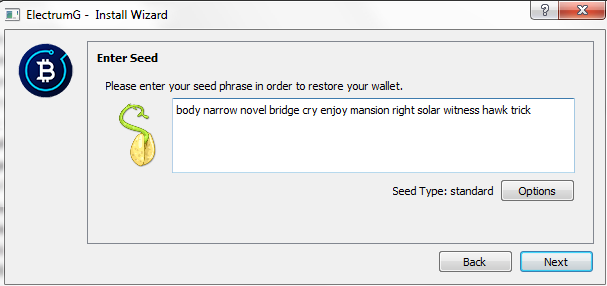 ElectrumG - Install Wizard
Enter Seed
Please enter your seed phrase in order to restore your wallet.
body narrow novel bridge cry enjoy mansion right solar witness hawk trick
Seed Type: standard
Options
Back
Next